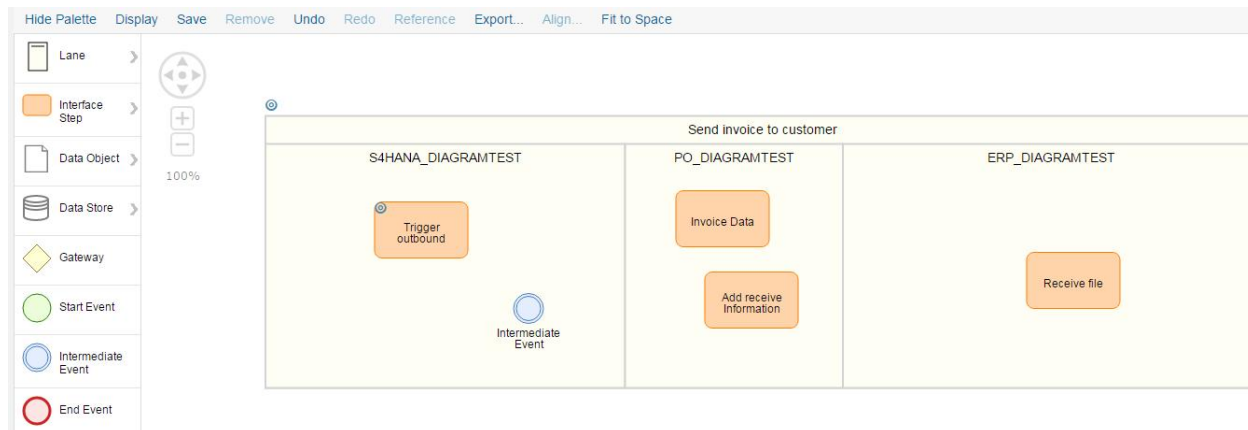 Hide Palette Display Save Remove Undo Redo Reference Export... Align... Fit to Space
Lane
Interface
Step
Data Object
Data Store
Gateway
Start Event
Intermediate
Event
End Event
100%
Send invoice to customer
S4HANA_DIAGRAMTEST
PO_DIAGRAMTEST
ERP_DIAGRAMTEST
Trigger
outbound
Intermediate
Event
Invoice Data
Add receive
Information
Receive file